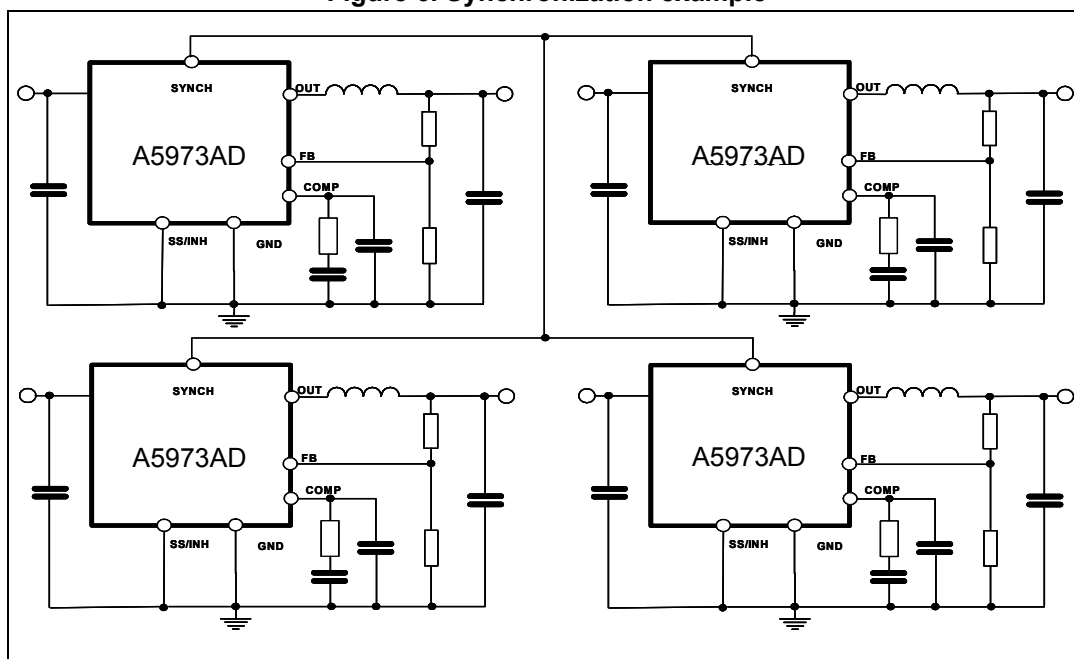 Figure Synchronization example
SYNCH
OUT
A5973AD
FB
COMP
SS/INH
GND
SYNCH
OUT
A5973AD
FB
COMP
SS/INH
GND
SYNCH
OUT
A5973AD
FB
COMP
SS/INH
GND
SYNCH
OUT
A5973AD
FB
COMP
SS/INH
GND